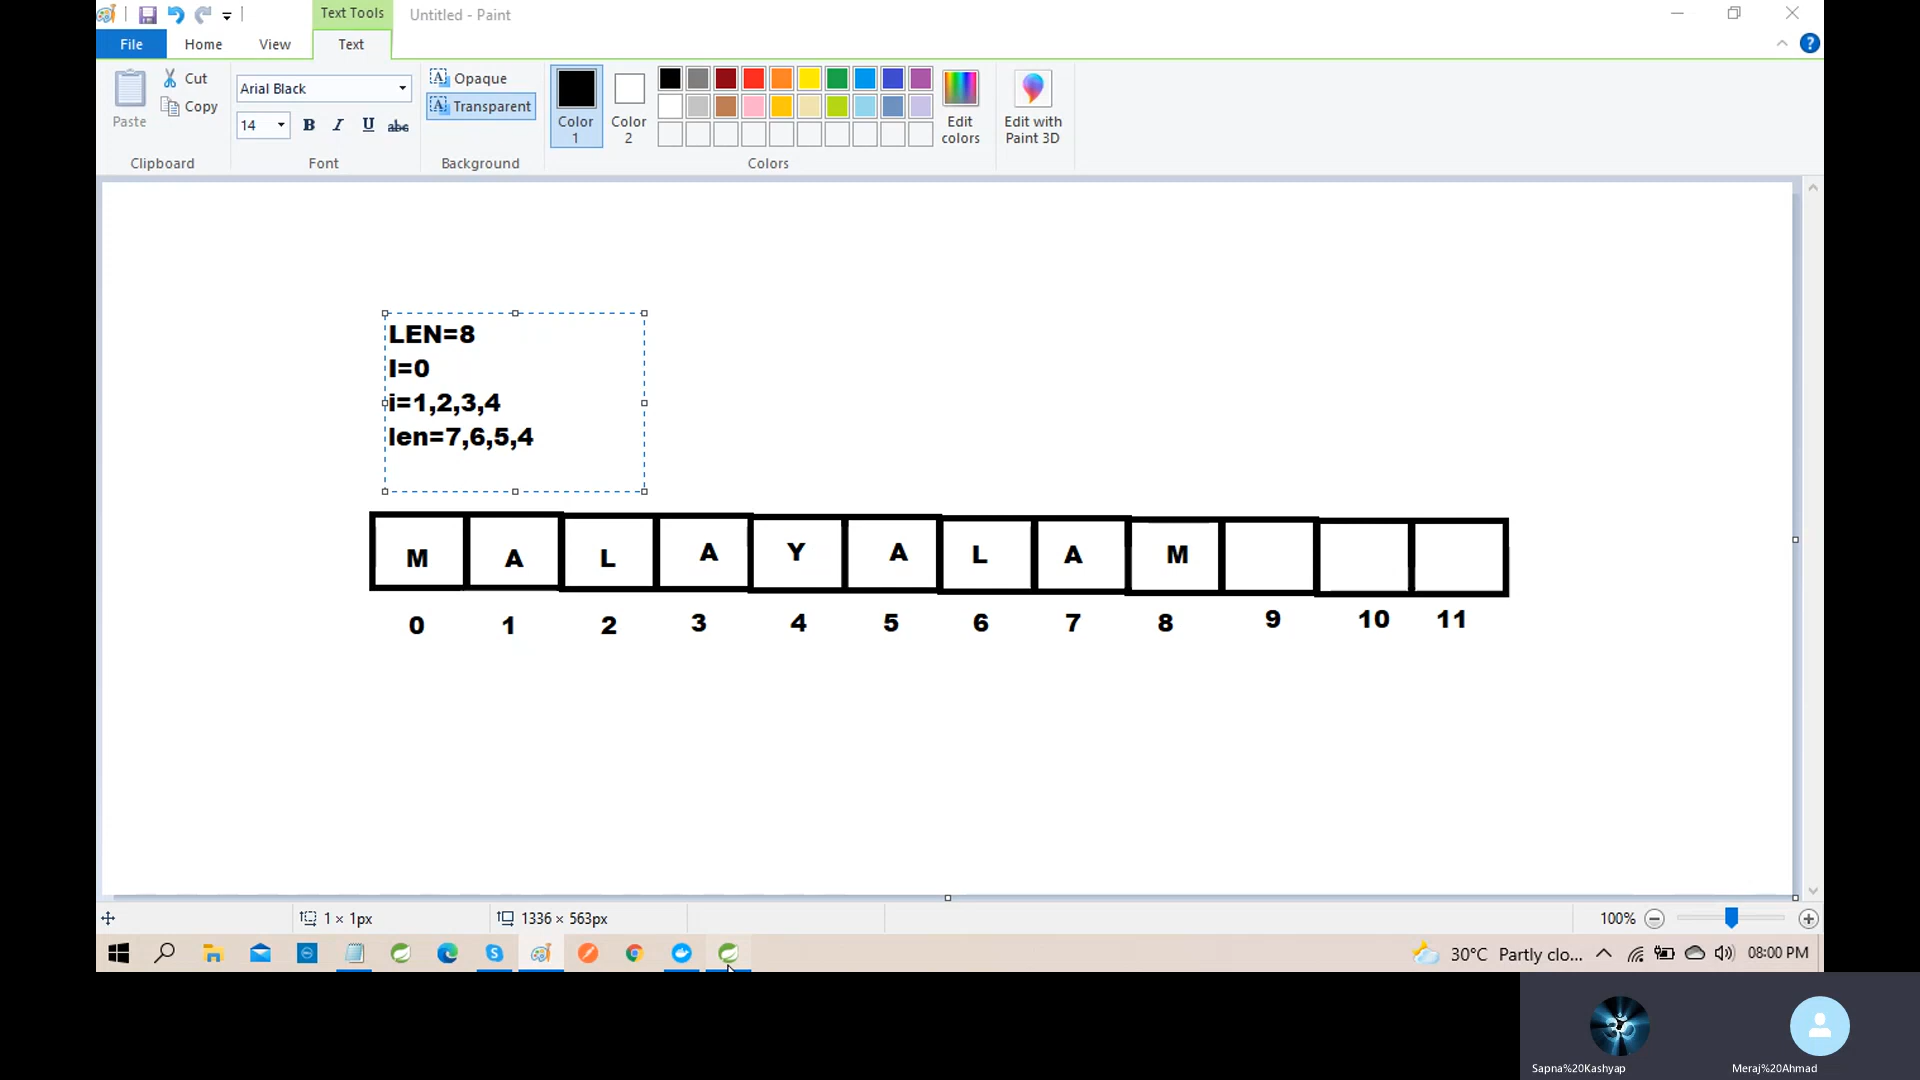 Text Tools
Untitled - Paint
File
Home
View
Text
Paste
Cut
Copy
Clipboard
Arial Black
14
B
I
U
abc
Font
A Opaque
A Transparent
Background
Color 1
Color 2
Edit colors
Colors
Edit with Paint 3D
LEN=8
I=0
i=1,2,3,4
len=7,6,5,4
M A L A Y A L A M
0 1 2 3 4 5 6 7 8 9 10 11
1 × 1px
1336 × 563px
100%
30°C Partly clo...
08:00 PM
Sapna%20Kashyap
Meraj%20Ahmad